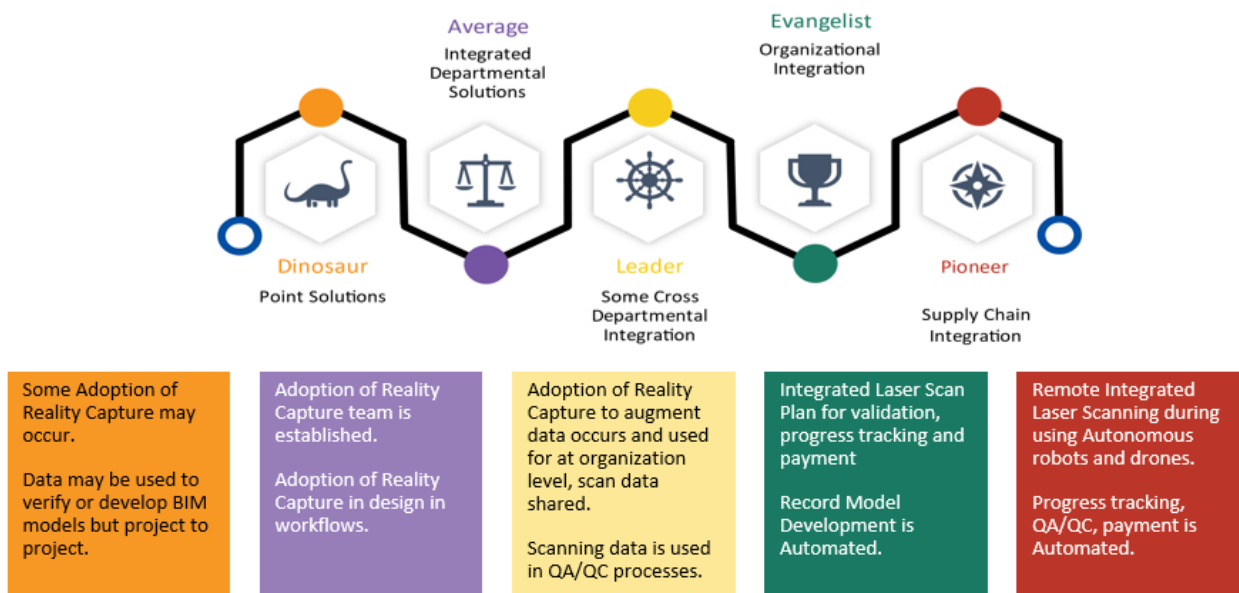 Average
Integrated
Departmental
Solutions
Evangelist
Organizational
Integration
Dinosaur
Point Solutions
Leader
Some Cross
Departmental
Integration
Pioneer
Supply Chain
Integration
Some Adoption of
Reality Capture may
occur.
Data may be used to
verify or develop BIM
models but project to
project.
Adoption of Reality
Capture team is
established.
Adoption of Reality
Capture in design in
workflows.
Adoption of Reality
Capture to augment
data occurs and used
for at organization
level, scan data
shared.
Scanning data is used
in QA/QC processes.
Integrated Laser Scan
Plan for validation,
progress tracking and
payment
Record Model
Development is
Automated.
Remote Integrated
Laser Scanning during
using Autonomous
robots and drones.
Progress tracking,
QA/QC, payment is
Automated.